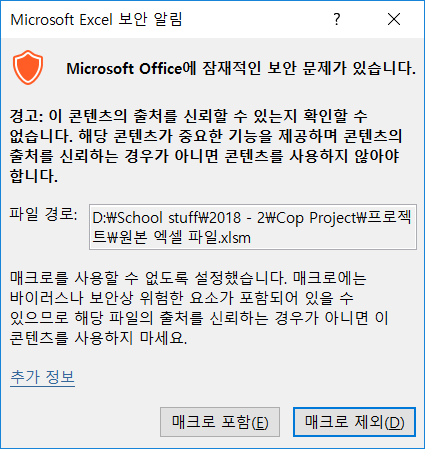 Microsoft Excel 보안 알림
Microsoft Office에 잠재적인 보안 문제가 있습니다.
경고: 이 콘텐츠의 출처를 신뢰할 수 있는지 확인할 수
없습니다. 해당 콘텐츠가 중요한 기능을 제공하며 콘텐츠의
출처를 신뢰하는 경우가 아니면 콘텐츠를 사용하지 않아야
합니다.
파일 경로: D:₩School stuff₩2018 - 2₩Cop Project₩프로젝
트₩원본 엑셀 파일.xlsm
매크로를 사용할 수 없도록 설정했습니다. 매크로에는
바이러스나 보안상 위험한 요소가 포함되어 있을 수
있으므로 해당 파일의 출처를 신뢰하는 경우가 아니면 이
콘텐츠를 사용하지 마세요.
추가 정보
매크로 포함(E) 매크로 제외(D)